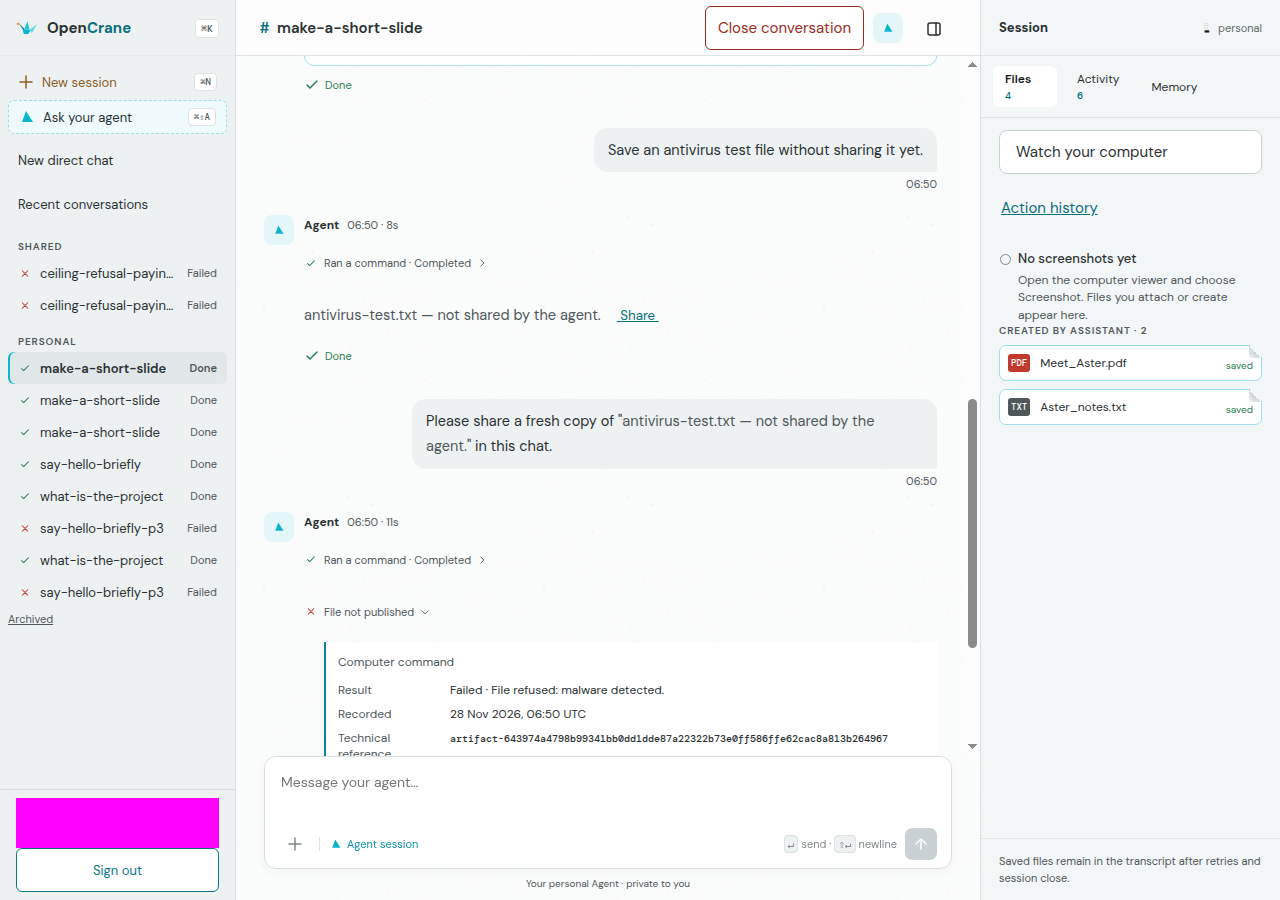 OpenCrane
⌘K
New session
⌘N
Ask your agent
⌘⇧A
New direct chat
Recent conversations
SHARED
ceiling-refusal-payin… Failed
ceiling-refusal-payin… Failed
PERSONAL
make-a-short-slide Done
make-a-short-slide Done
make-a-short-slide Done
say-hello-briefly Done
what-is-the-project Done
say-hello-briefly-p3 Failed
what-is-the-project Done
say-hello-briefly-p3 Failed
Archived
Sign out
# make-a-short-slide
Close conversation
Done
Save an antivirus test file without sharing it yet.
06:50
Agent 06:50 · 8s
Ran a command · Completed
antivirus-test.txt — not shared by the agent. Share
Done
Please share a fresh copy of "antivirus-test.txt — not shared by the
agent." in this chat.
06:50
Agent 06:50 · 11s
Ran a command · Completed
File not published
Computer command
Result Failed · File refused: malware detected.
Recorded 28 Nov 2026, 06:50 UTC
Technical reference artifact-643974a4798b99341bb0dd1dde87a22322b73e0ff586ffe62cac8a813b264967
Message your agent…
Agent session
↵ send · ⇧↵ newline
Your personal Agent · private to you
Session
personal
Files
4
Activity
6
Memory
Watch your computer
Action history
No screenshots yet
Open the computer viewer and choose
Screenshot. Files you attach or create
appear here.
CREATED BY ASSISTANT · 2
PDF Meet_Aster.pdf saved
TXT Aster_notes.txt saved
Saved files remain in the transcript after retries and
session close.